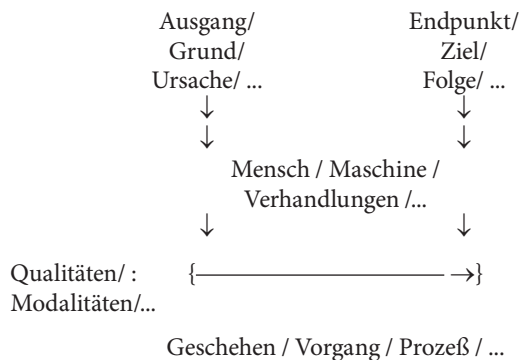 Ausgang/ Endpunkt/
Grund/ Ziel/
Ursache/ ... Folge/ ...
↓ ↓
↓ ↓
Mensch / Maschine /
Verhandlungen /...
↓ ↓
Qualitäten/ : {———————— →}
Modalitäten/...
Geschehen / Vorgang / Prozeß / ...